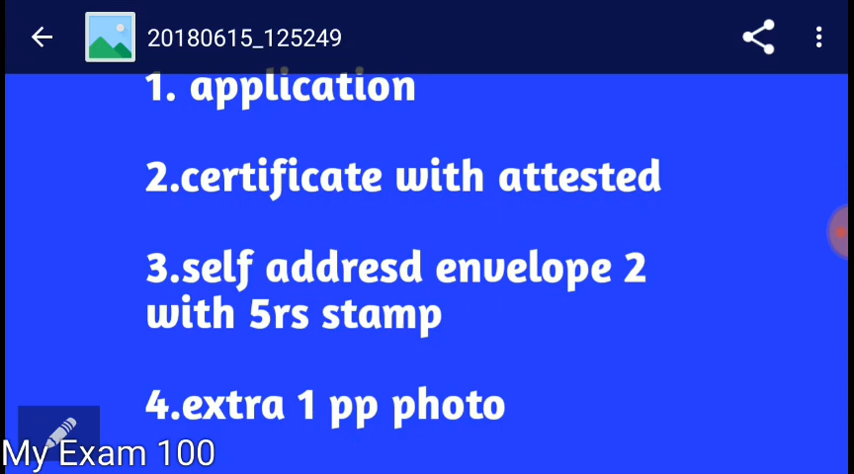 20180615_125249
1. application
2.certificate with attested
3.self addresd envelope 2
with 5rs stamp
4.extra 1 pp photo
My Exam 100